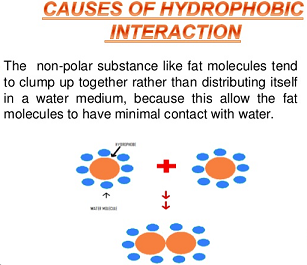 CAUSES OF HYDROPHOBIC
INTERACTION
The non-polar substance like fat molecules tend
to clump up together rather than distributing itself
in a water medium, because this allow the fat
molecules to have minimal contact with water.
HYDROPHOBE
WATER MOLECULE